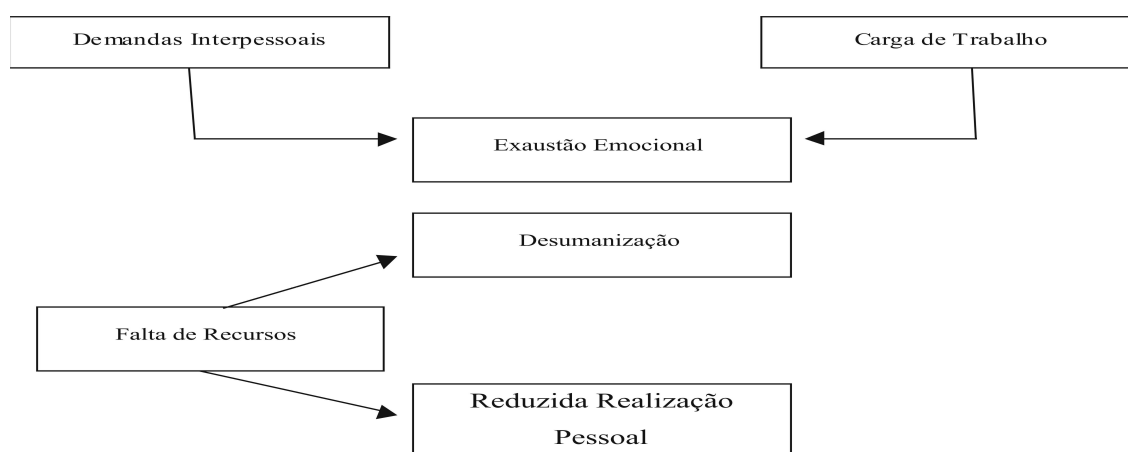 Demandas Interpessoais
Carga de Trabalho
Exaustão Emocional
Desumanização
Falta de Recursos
Reduzida Realização
Pessoal